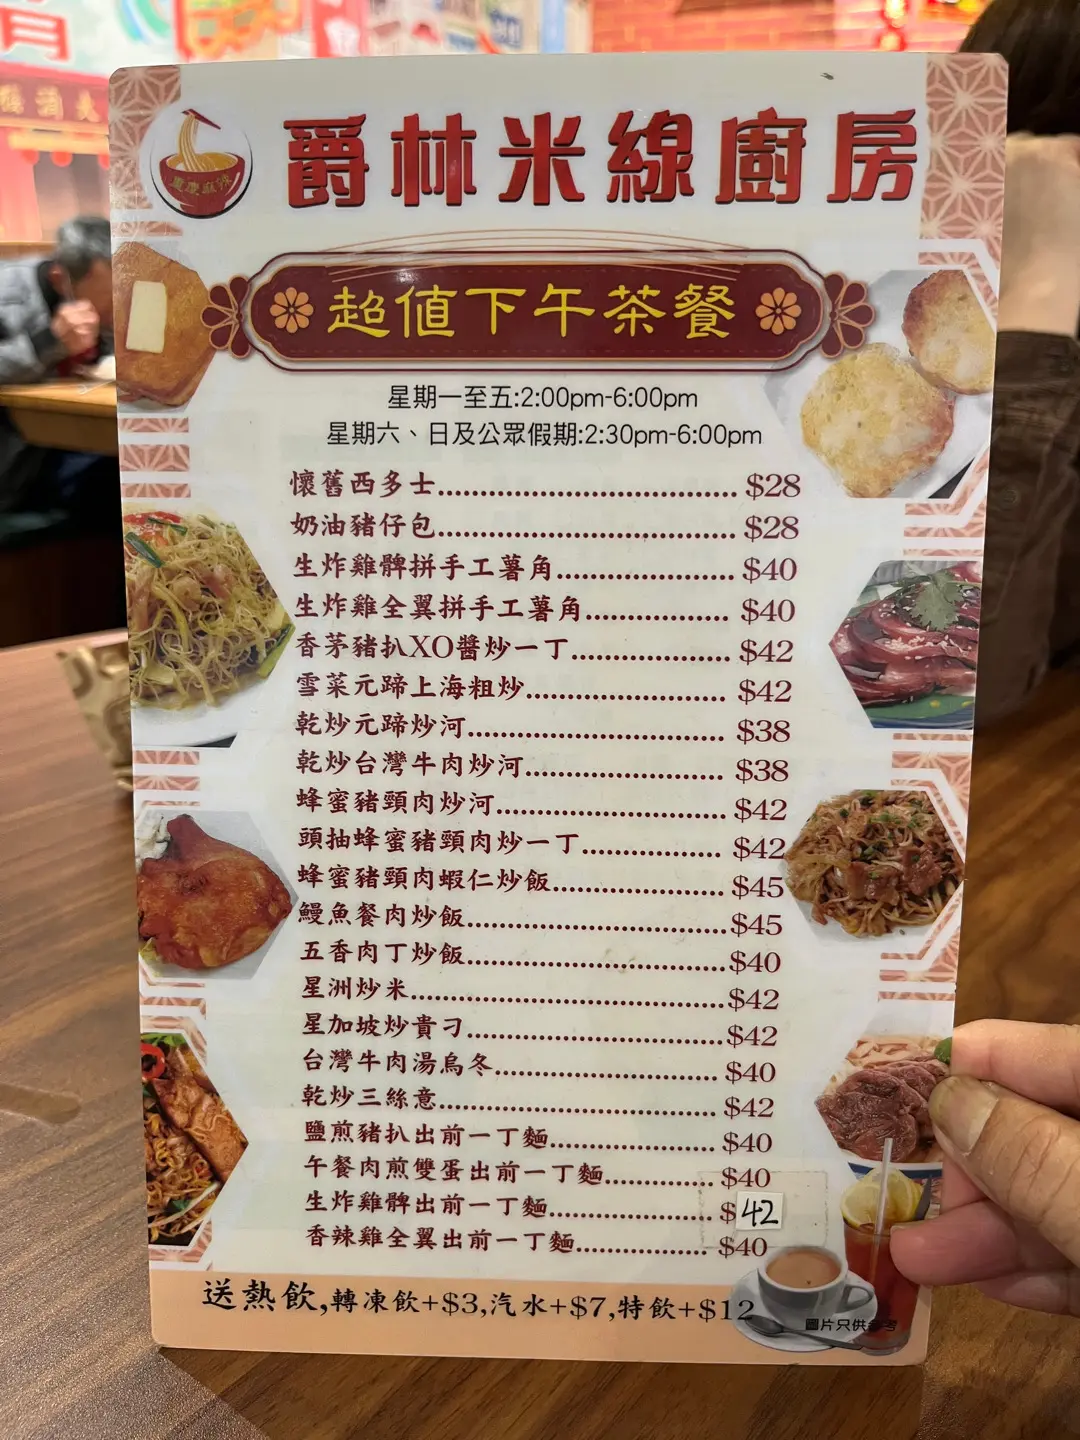 爵林米線廚房
重慶麻辣
超值下午茶餐
星期一至五:2:00pm-6:00pm
星期六、日及公眾假期:2:30pm-6:00pm
懷舊西多士 $28
奶油豬仔包 $28
生炸雞髀拼手工薯角 $40
生炸雞全翼拼手工薯角 $40
香茅豬扒XO醬炒一丁 $42
雪菜元蹄上海粗炒 $42
乾炒元蹄炒河 $38
乾炒台灣牛肉炒河 $38
蜂蜜豬頸肉炒河 $42
頭抽蜂蜜豬頸肉炒一丁 $42
蜂蜜豬頸肉蝦仁炒飯 $45
鰻魚餐肉炒飯 $45
五香肉丁炒飯 $40
星洲炒米 $42
星加坡炒貴刁 $42
台灣牛肉湯烏冬 $40
乾炒三絲意 $42
鹽煎豬扒出前一丁麵 $40
午餐肉煎雙蛋出前一丁麵 $40
生炸雞髀出前一丁麵 $42
香辣雞全翼出前一丁麵 $40
送熱飲,轉凍飲+$3,汽水+$7,特飲+$12
圖片只供參考